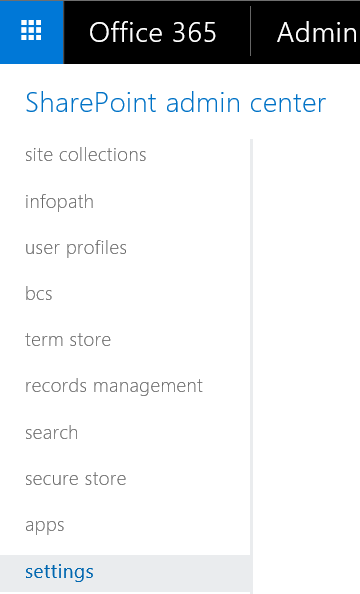 Office 365 Admin
SharePoint admin center
site collections
infopath
user profiles
bcs
term store
records management
search
secure store
apps
settings